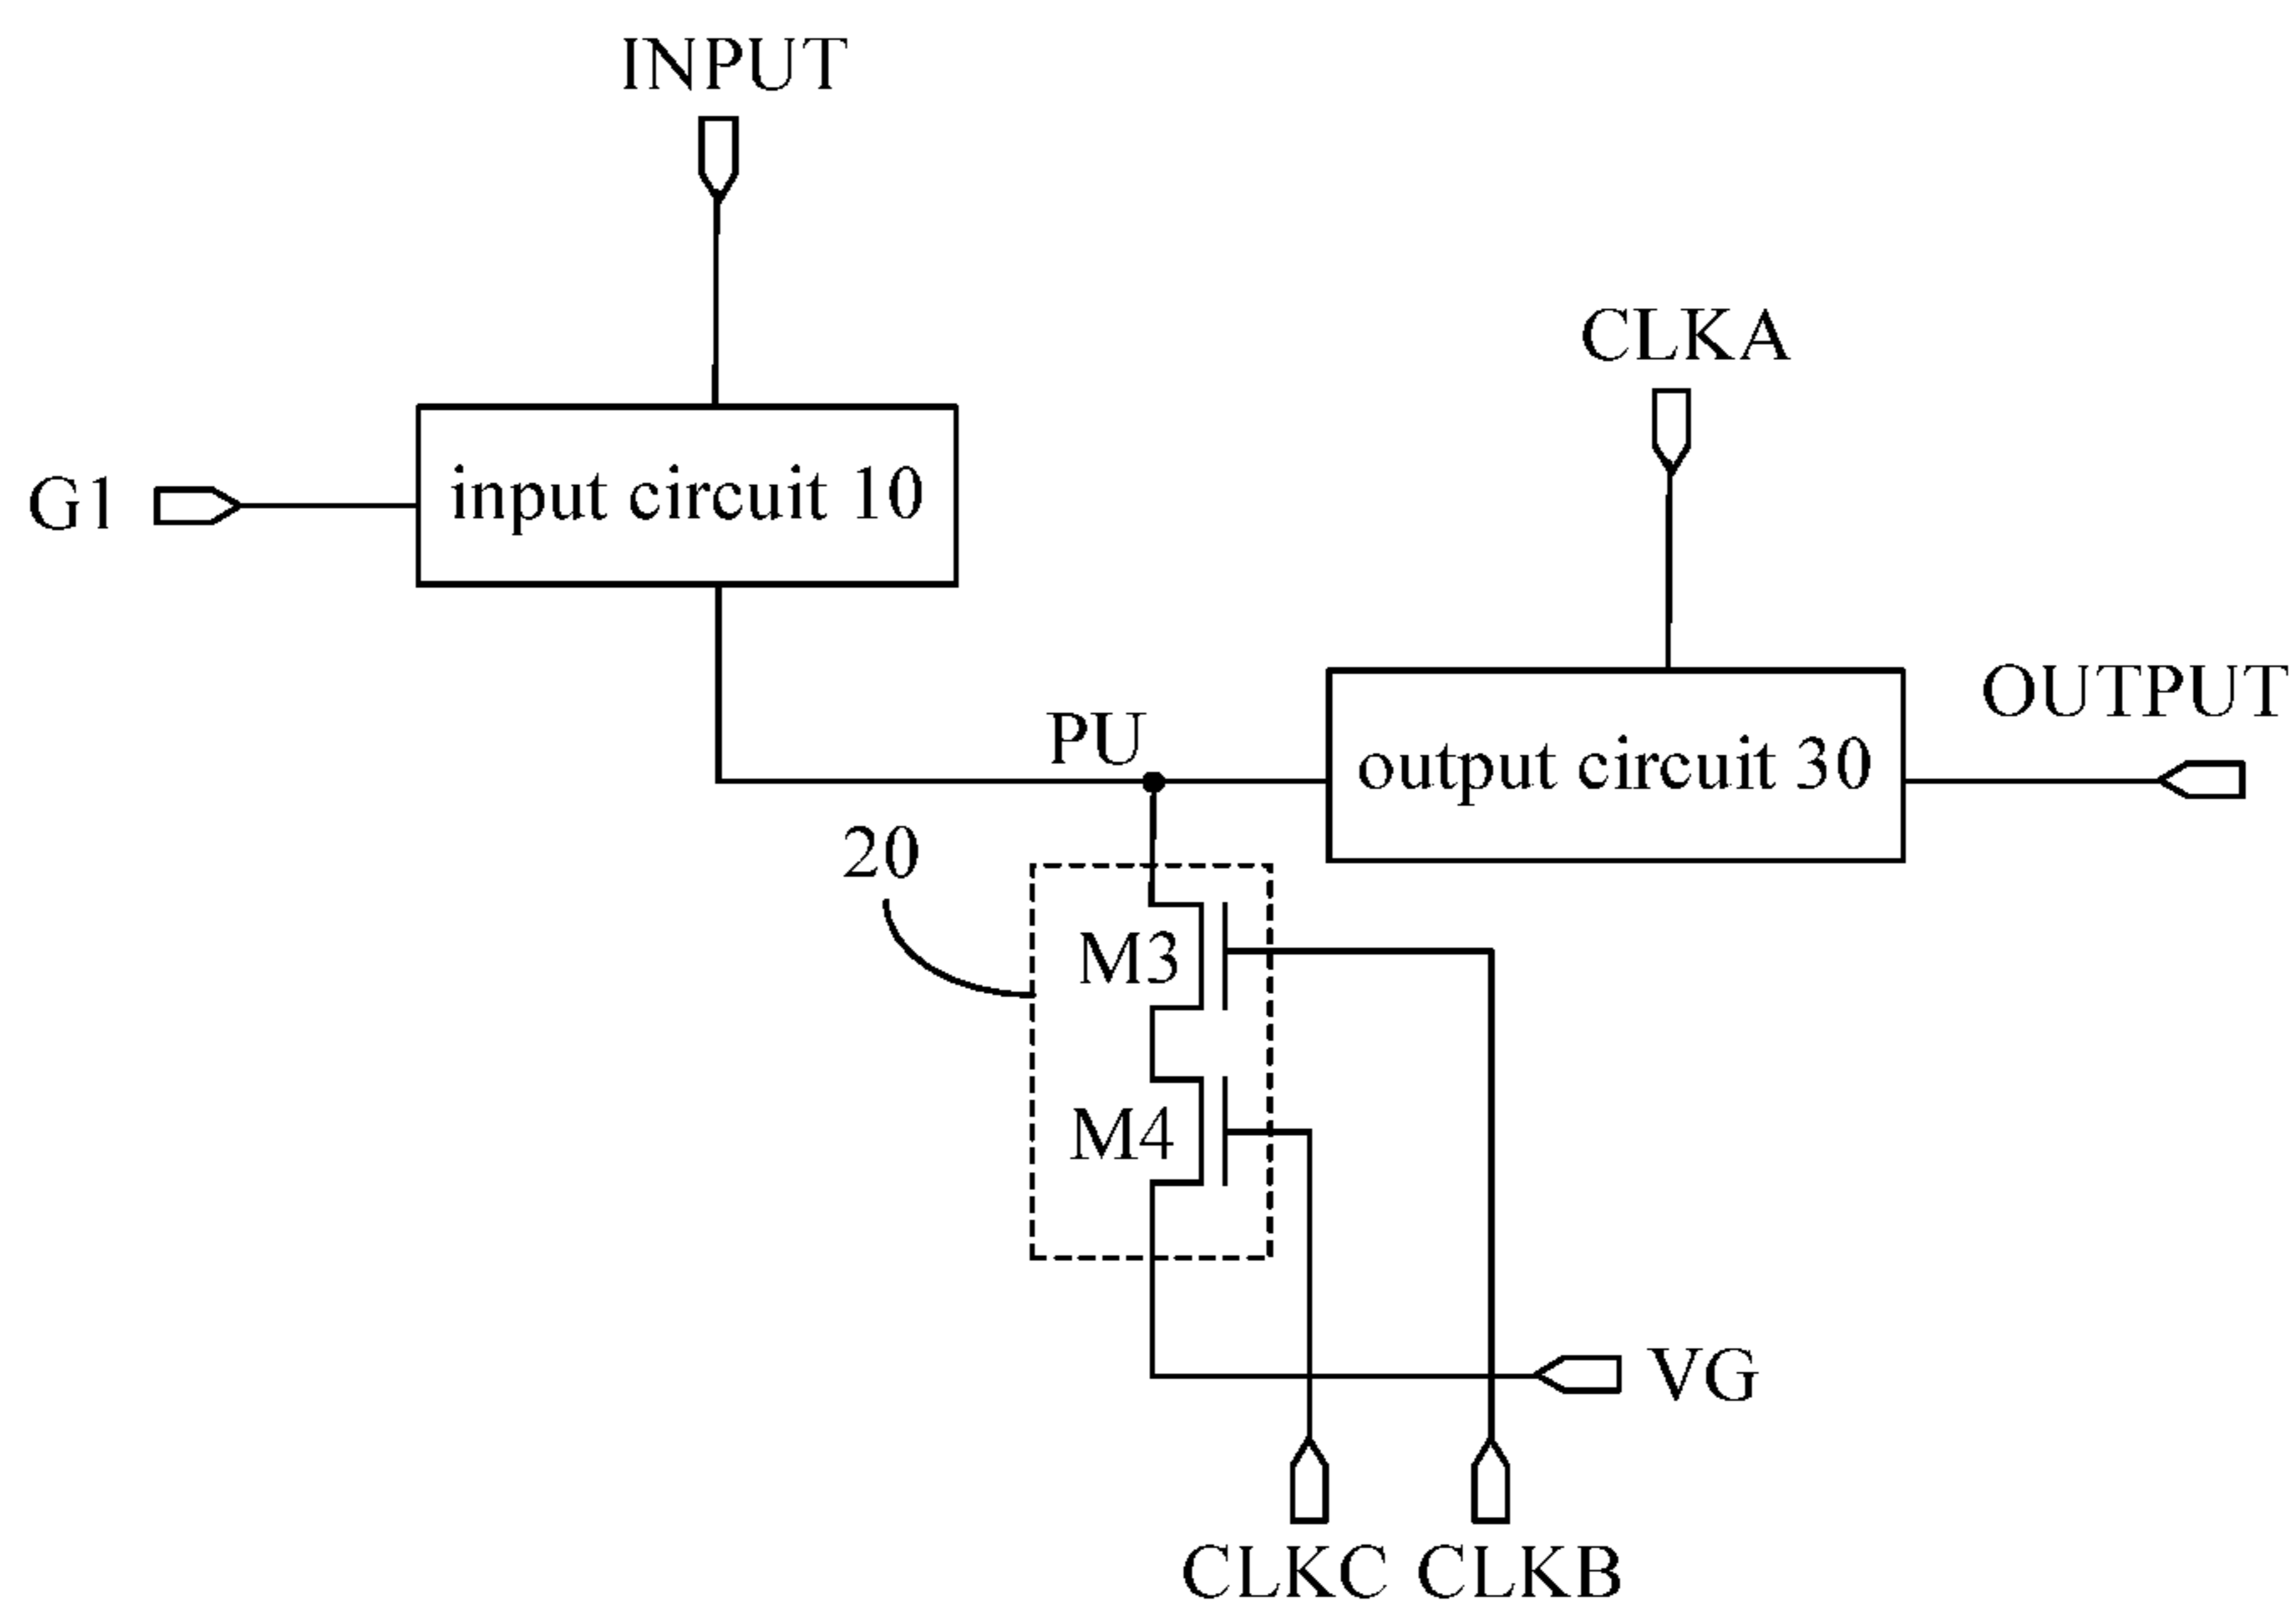 INPUT
CLKA
G1
input circuit 10
OUTPUT
PU
output circuit 30
20
M3
M4
VG
CLKC
CLKB